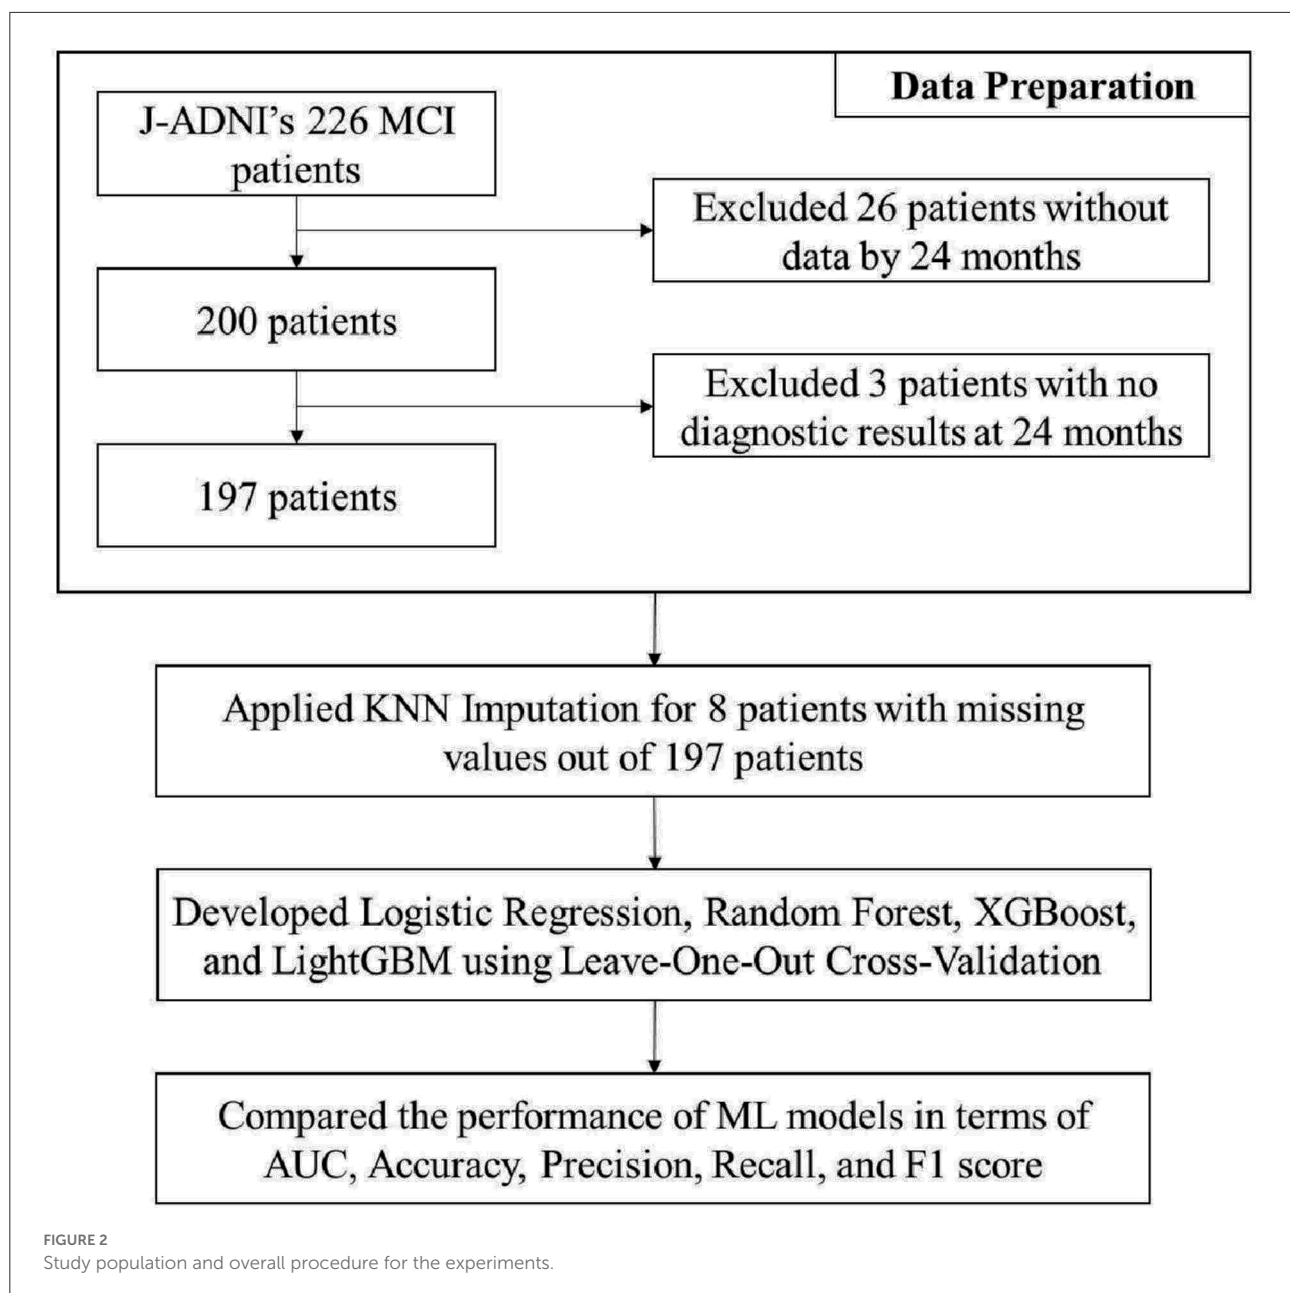 Data Preparation
J-ADNI's 226 MCI
patients
Excluded 26 patients without
data by 24 months
200 patients
Excluded 3 patients with no
diagnostic results at 24 months
197 patients
Applied KNN Imputation for 8 patients with missing
values out of 197 patients
Developed Logistic Regression, Random Forest, XGBoost,
and LightGBM using Leave-One-Out Cross-Validation
Compared the performance of ML models in terms of
AUC, Accuracy, Precision, Recall, and F1 score
FIGURE 2
Study population and overall procedure for the experiments.